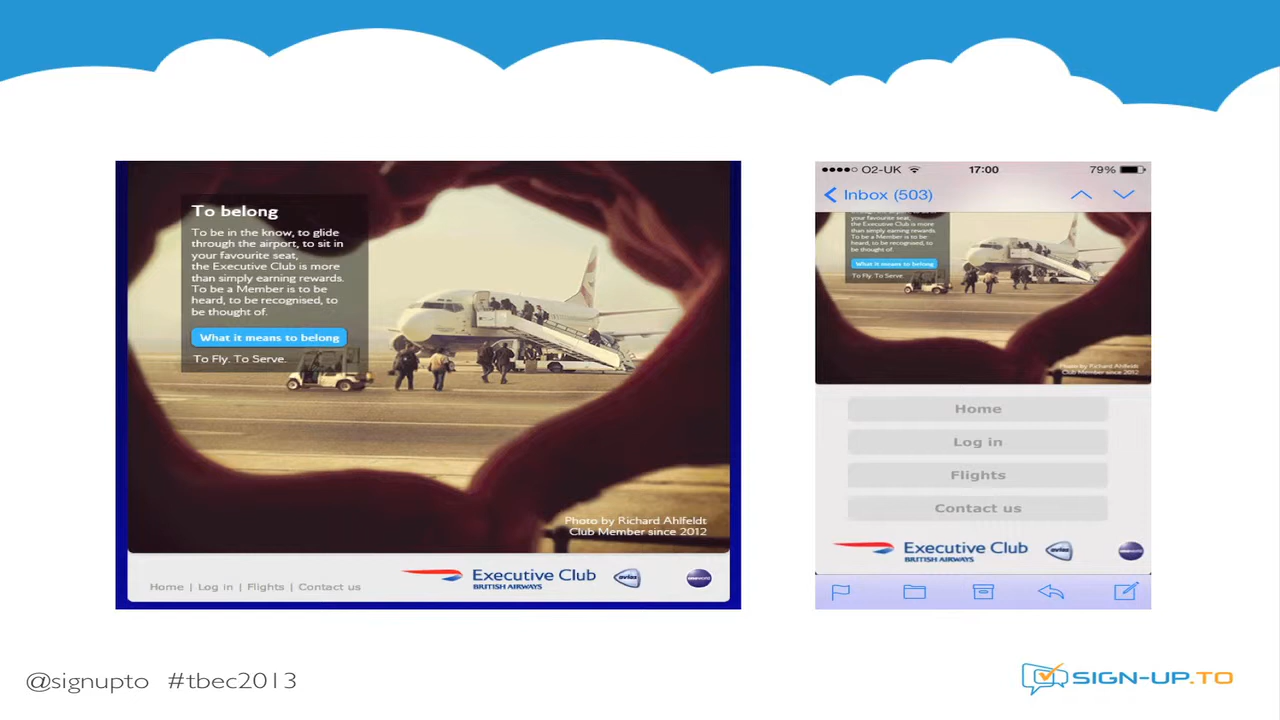 To belong
To be in the know, to glide
through the airport, to sit in
your favourite seat,
the Executive Club is more
than simply earning rewards.
To be a Member is to be
heard, to be recognised, to
be thought of.
What it means to belong
To Fly. To Serve.
Photo by Richard Ahlfeldt
Club Member since 2012
Home | Log in | Flights | Contact us
Executive Club
BRITISH AIRWAYS
avios
oneworld
O2-UK 17:00 79%
Inbox (503)
your favourite seat,
the Executive Club is more
than simply earning rewards.
To be a Member is to be
heard, to be recognised, to
be thought of.
What it means to belong
To Fly. To Serve.
Photo by Richard Ahlfeldt
Club Member since 2012
Home
Log in
Flights
Contact us
Executive Club
BRITISH AIRWAYS
avios
oneworld
@signupto #tbec2013
SIGN-UP.TO